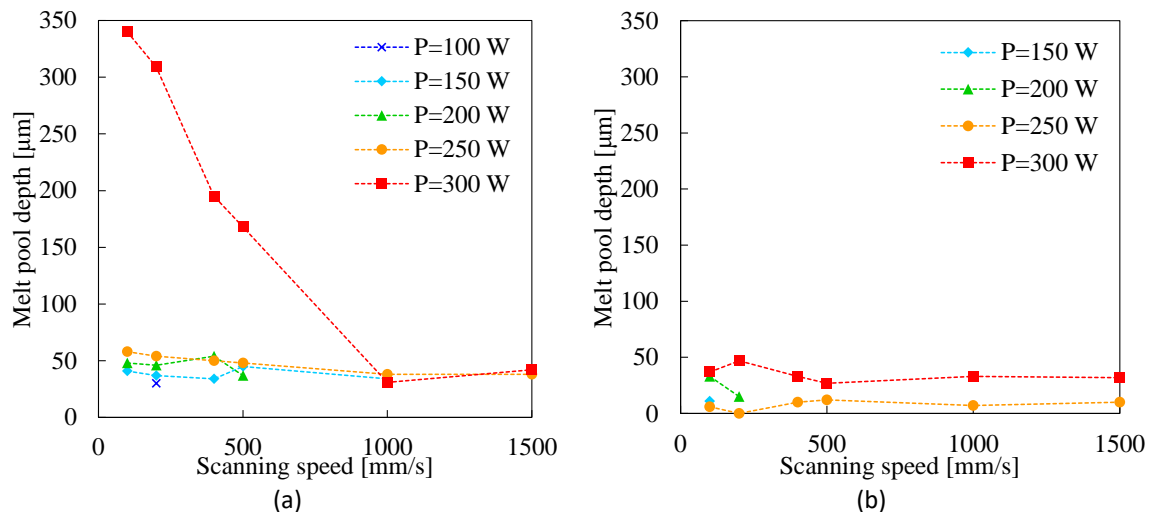 350
300
250
200
150
100
50
0
Melt pool depth [µm]
P=100 W
P=150 W
P=200 W
P=250 W
P=300 W
0 500 1000 1500
Scanning speed [mm/s]
(a)
350
300
250
200
150
100
50
0
Melt pool depth [µm]
P=150 W
P=200 W
P=250 W
P=300 W
0 500 1000 1500
Scanning speed [mm/s]
(b)